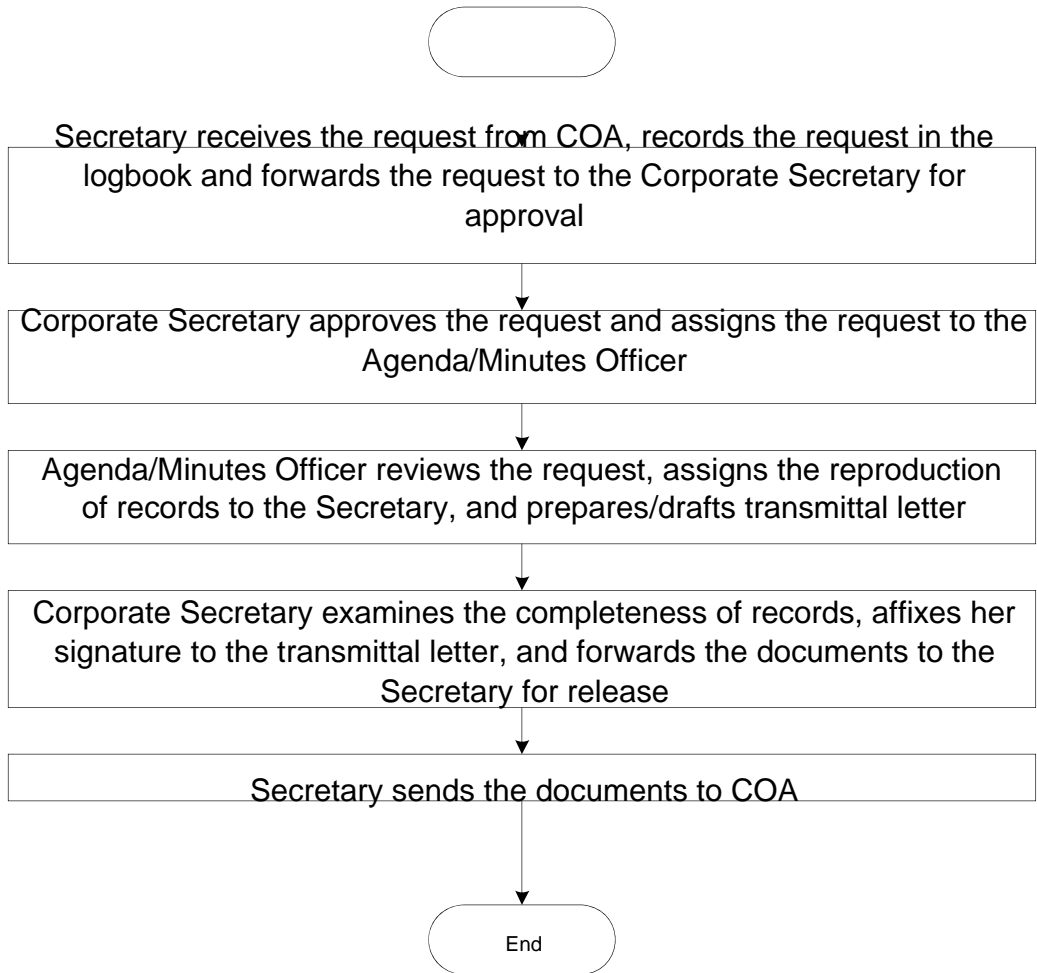 Secretary receives the request from COA, records the request in the
logbook and forwards the request to the Corporate Secretary for
approval
Corporate Secretary approves the request and assigns the request to the
Agenda/Minutes Officer
Agenda/Minutes Officer reviews the request, assigns the reproduction
of records to the Secretary, and prepares/drafts transmittal letter
Corporate Secretary examines the completeness of records, affixes her
signature to the transmittal letter, and forwards the documents to the
Secretary for release
Secretary sends the documents to COA
End